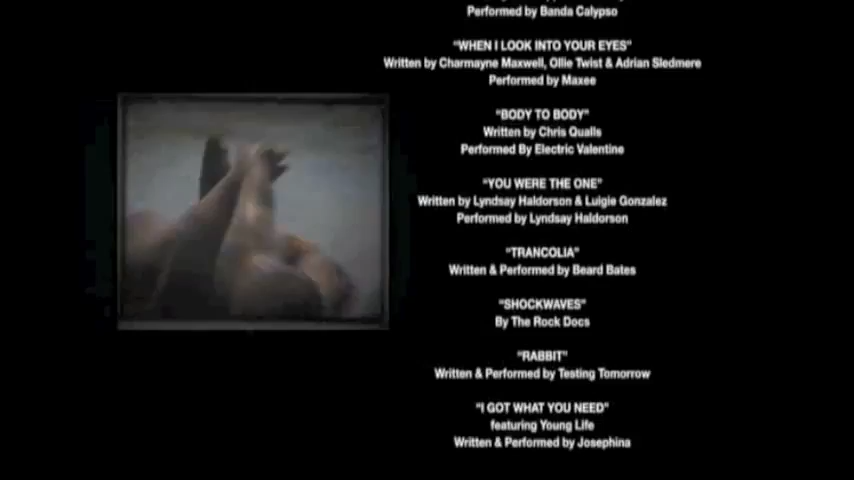 Performed by Banda Calypso
"WHEN I LOOK INTO YOUR EYES"
Written by Charmayne Maxwell, Ollie Twist & Adrian Sledmere
Performed by Maxee
"BODY TO BODY"
Written by Chris Qualls
Performed By Electric Valentine
"YOU WERE THE ONE"
Written by Lyndsay Haldorson & Luigie Gonzalez
Performed by Lyndsay Haldorson
"TRANCOLIA"
Written & Performed by Beard Bates
"SHOCKWAVES"
By The Rock Docs
"RABBIT"
Written & Performed by Testing Tomorrow
"I GOT WHAT YOU NEED"
featuring Young Life
Written & Performed by Josephina